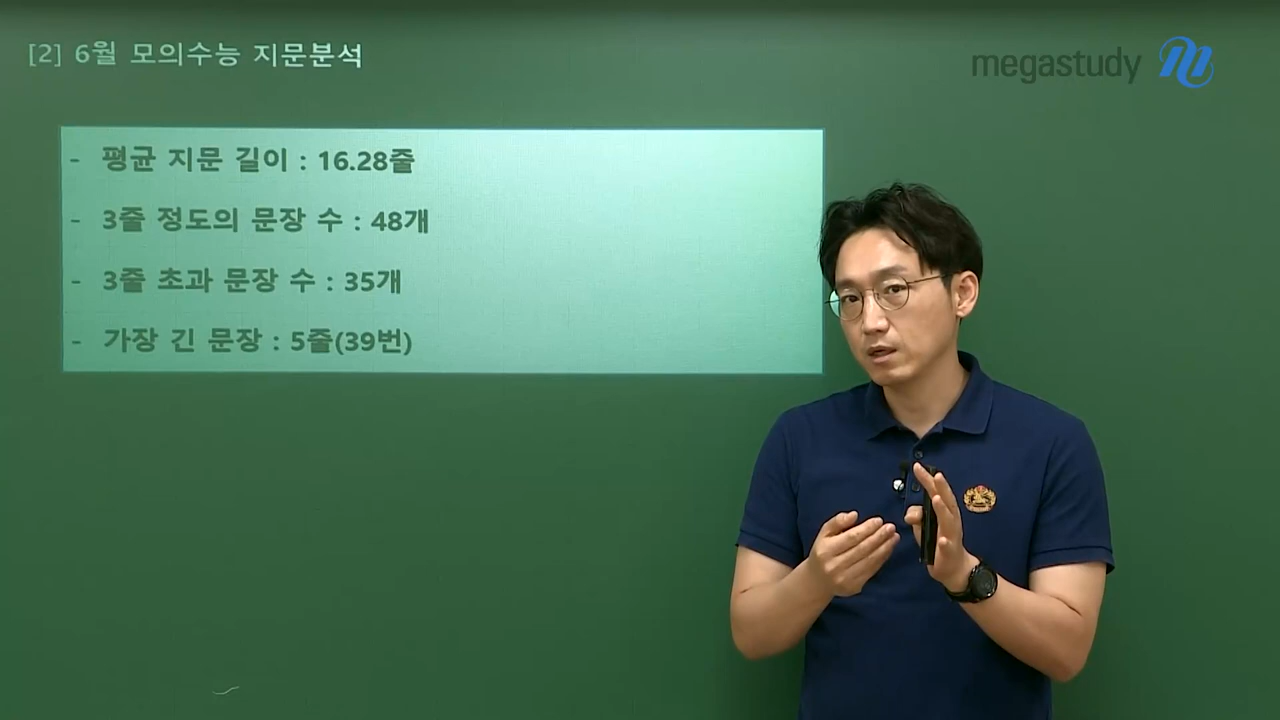 [2] 6월 모의수능 지문분석
megastudy
- 평균 지문 길이 : 16.28줄
- 3줄 정도의 문장 수 : 48개
- 3줄 초과 문장 수 : 35개
- 가장 긴 문장 : 5줄(39번)